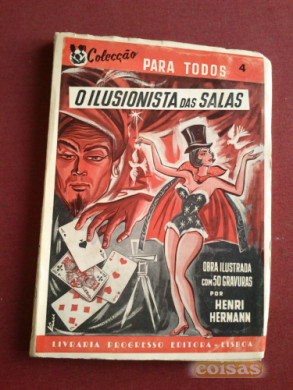 Colecção PARA TODOS 4
O ILUSIONISTA DAS SALAS
OBRA ILUSTRADA
COM 50 GRAVURAS
POR
HENRI
HERMANN
LIVRARIA PROGRESSO EDITORA - LISBOA
coisas